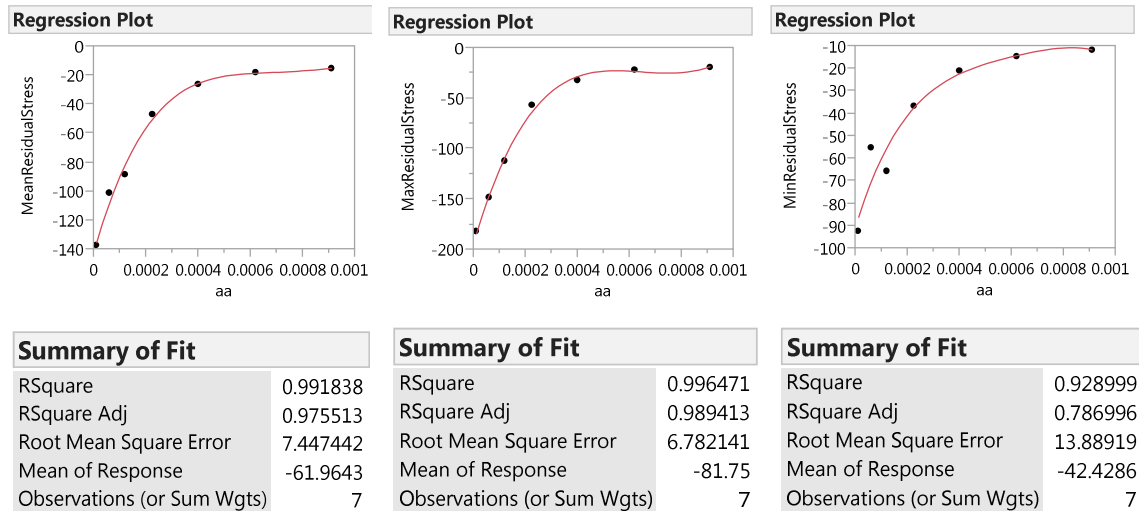 Regression Plot
0
-20
-40
-60
-80
-100
-120
-140
MeanResidualStress
0 0.0002 0.0004 0.0006 0.0008 0.001
aa
Regression Plot
0
-50
-100
-150
-200
MaxResidualStress
0 0.0002 0.0004 0.0006 0.0008 0.001
aa
Regression Plot
-10
-20
-30
-40
-50
-60
-70
-80
-90
-100
MinResidualStress
0 0.0002 0.0004 0.0006 0.0008 0.001
aa
Summary of Fit
RSquare 0.991838
RSquare Adj 0.975513
Root Mean Square Error 7.447442
Mean of Response -61.9643
Observations (or Sum Wgts) 7
Summary of Fit
RSquare 0.996471
RSquare Adj 0.989413
Root Mean Square Error 6.782141
Mean of Response -81.75
Observations (or Sum Wgts) 7
Summary of Fit
RSquare 0.928999
RSquare Adj 0.786996
Root Mean Square Error 13.88919
Mean of Response -42.4286
Observations (or Sum Wgts) 7